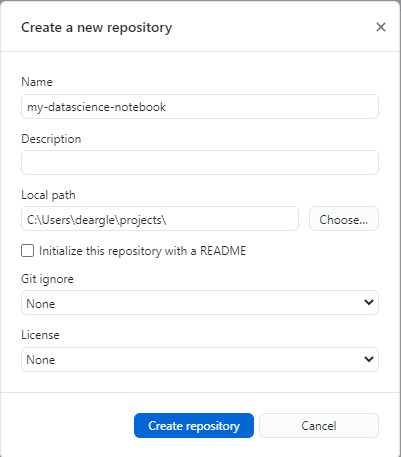 Create a new repository
Name
my-datascience-notebook
Description
Local path
C:\Users\deargle\projects\
Choose...
Initialize this repository with a README
Git ignore
None
License
None
Create repository Cancel